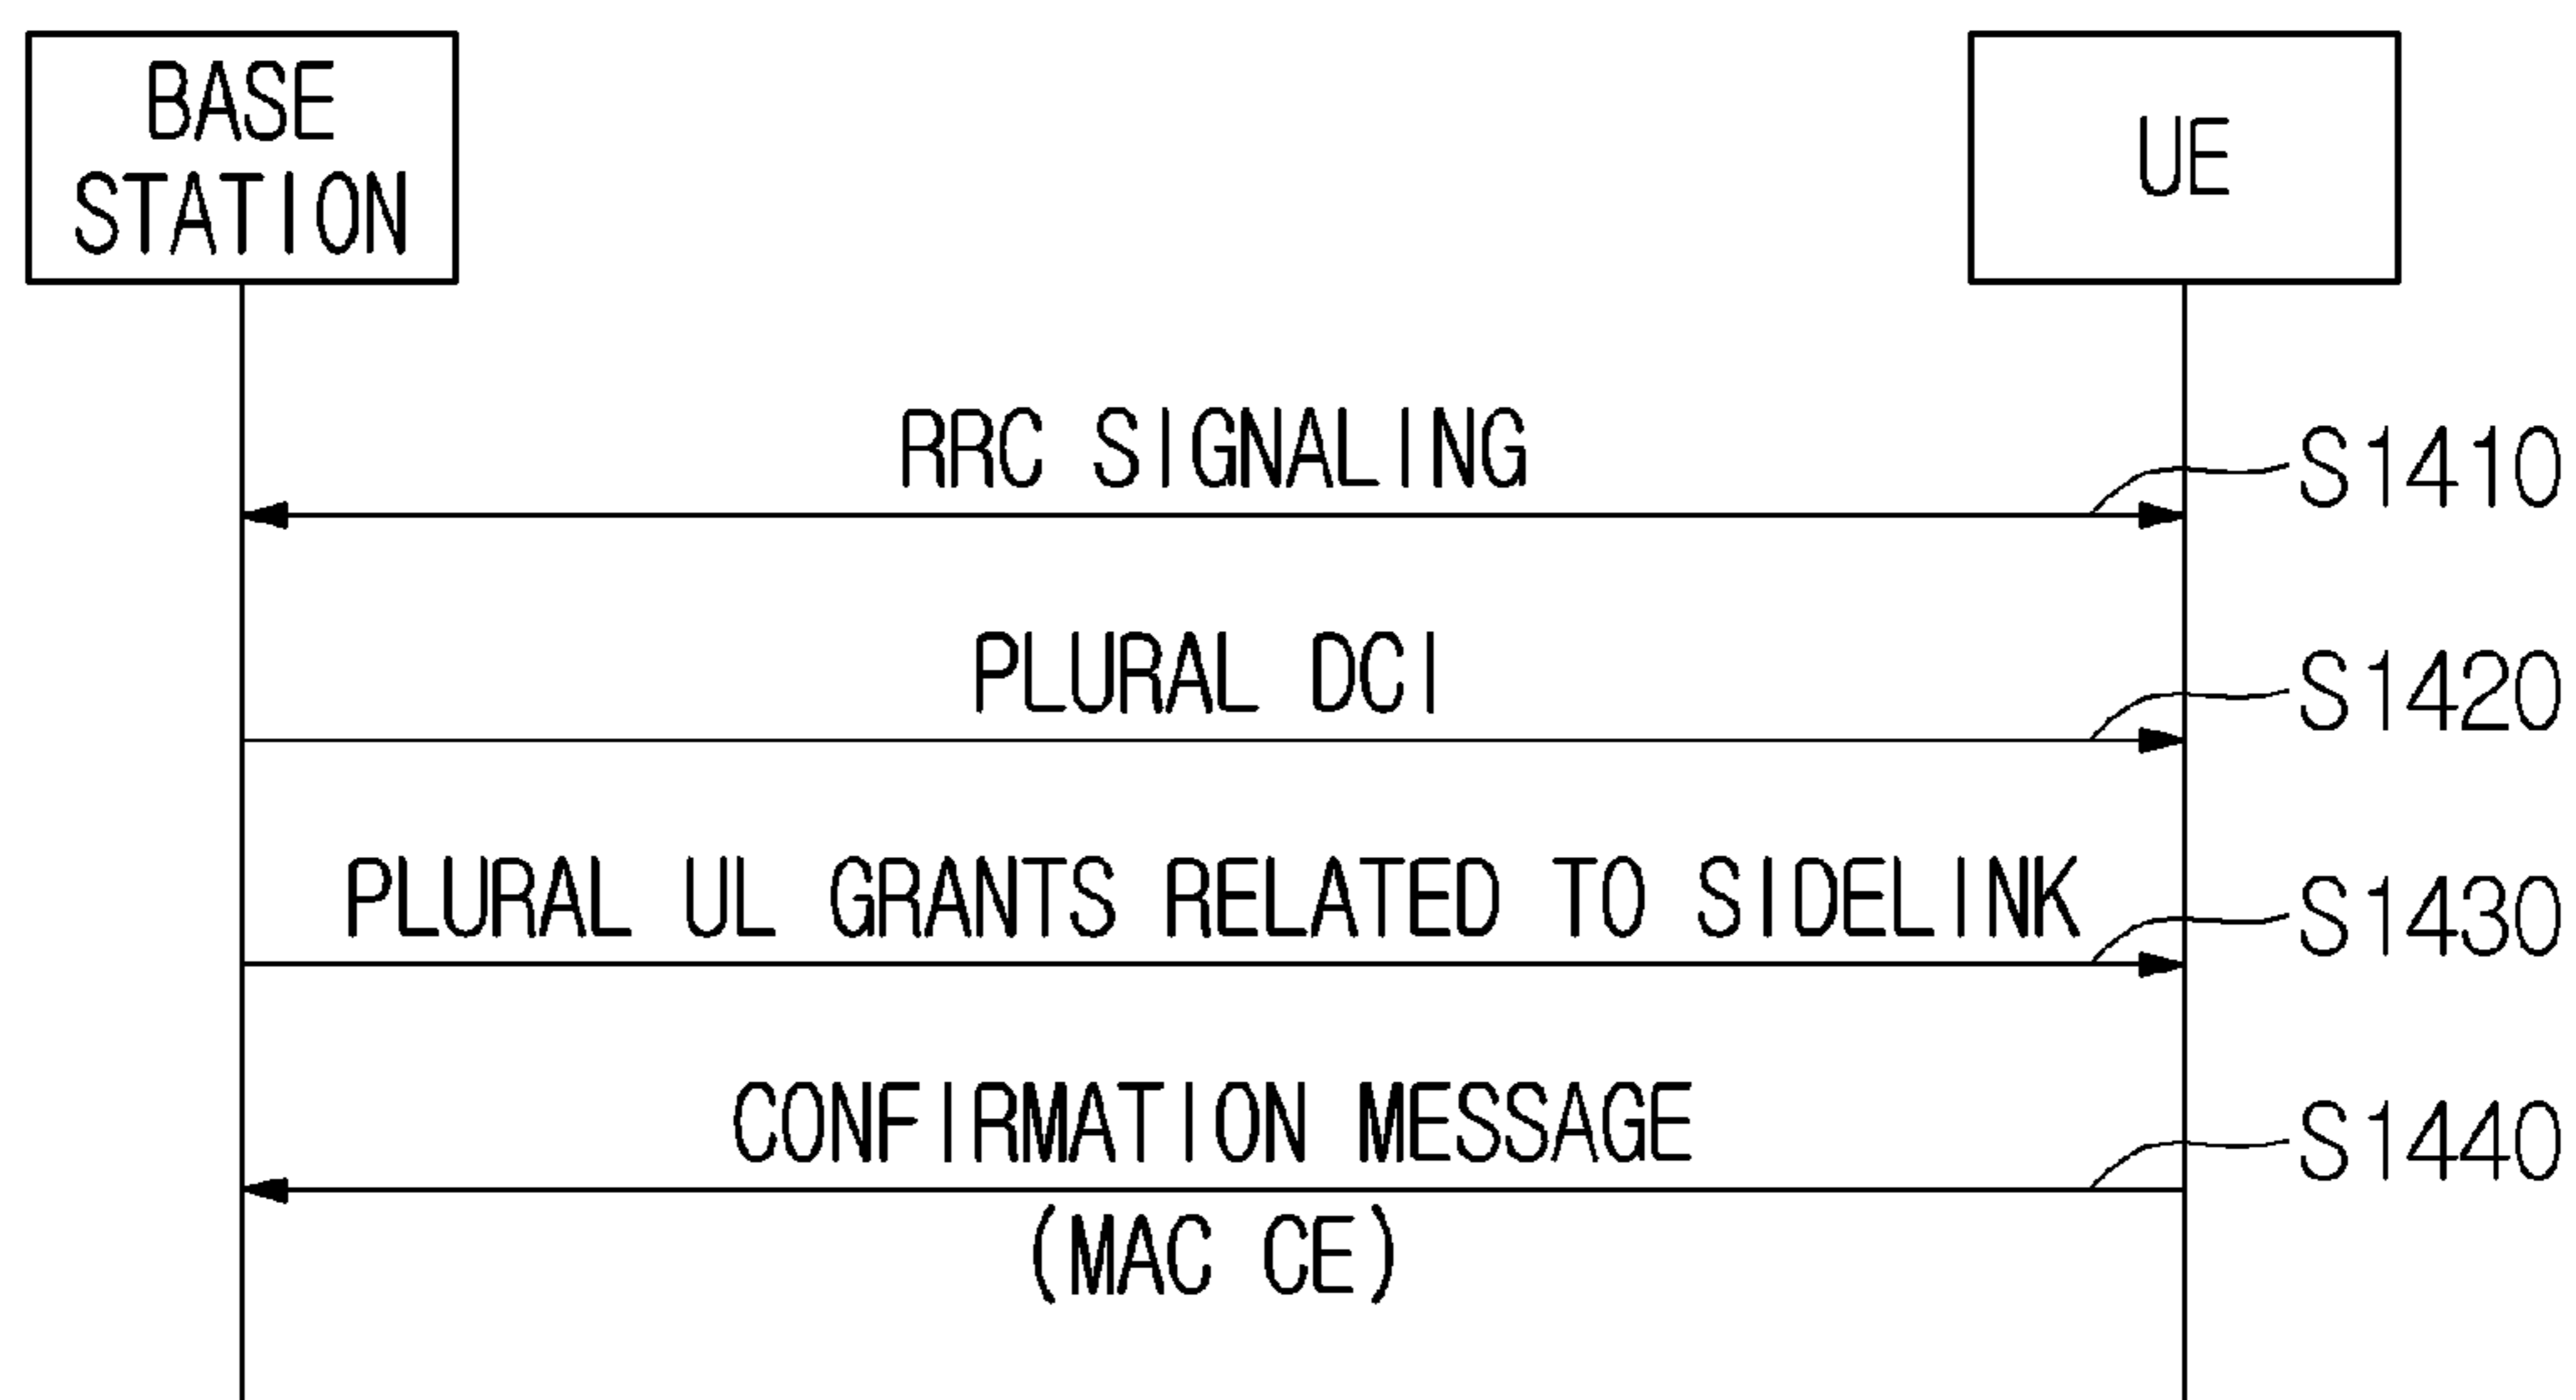 BASE
STATION
UE
RRC SIGNALING
S1410
PLURAL DCI
S1420
PLURAL UL GRANTS RELATED TO SIDELINK
S1430
CONFIRMATION MESSAGE
S1440
(MAC CE)